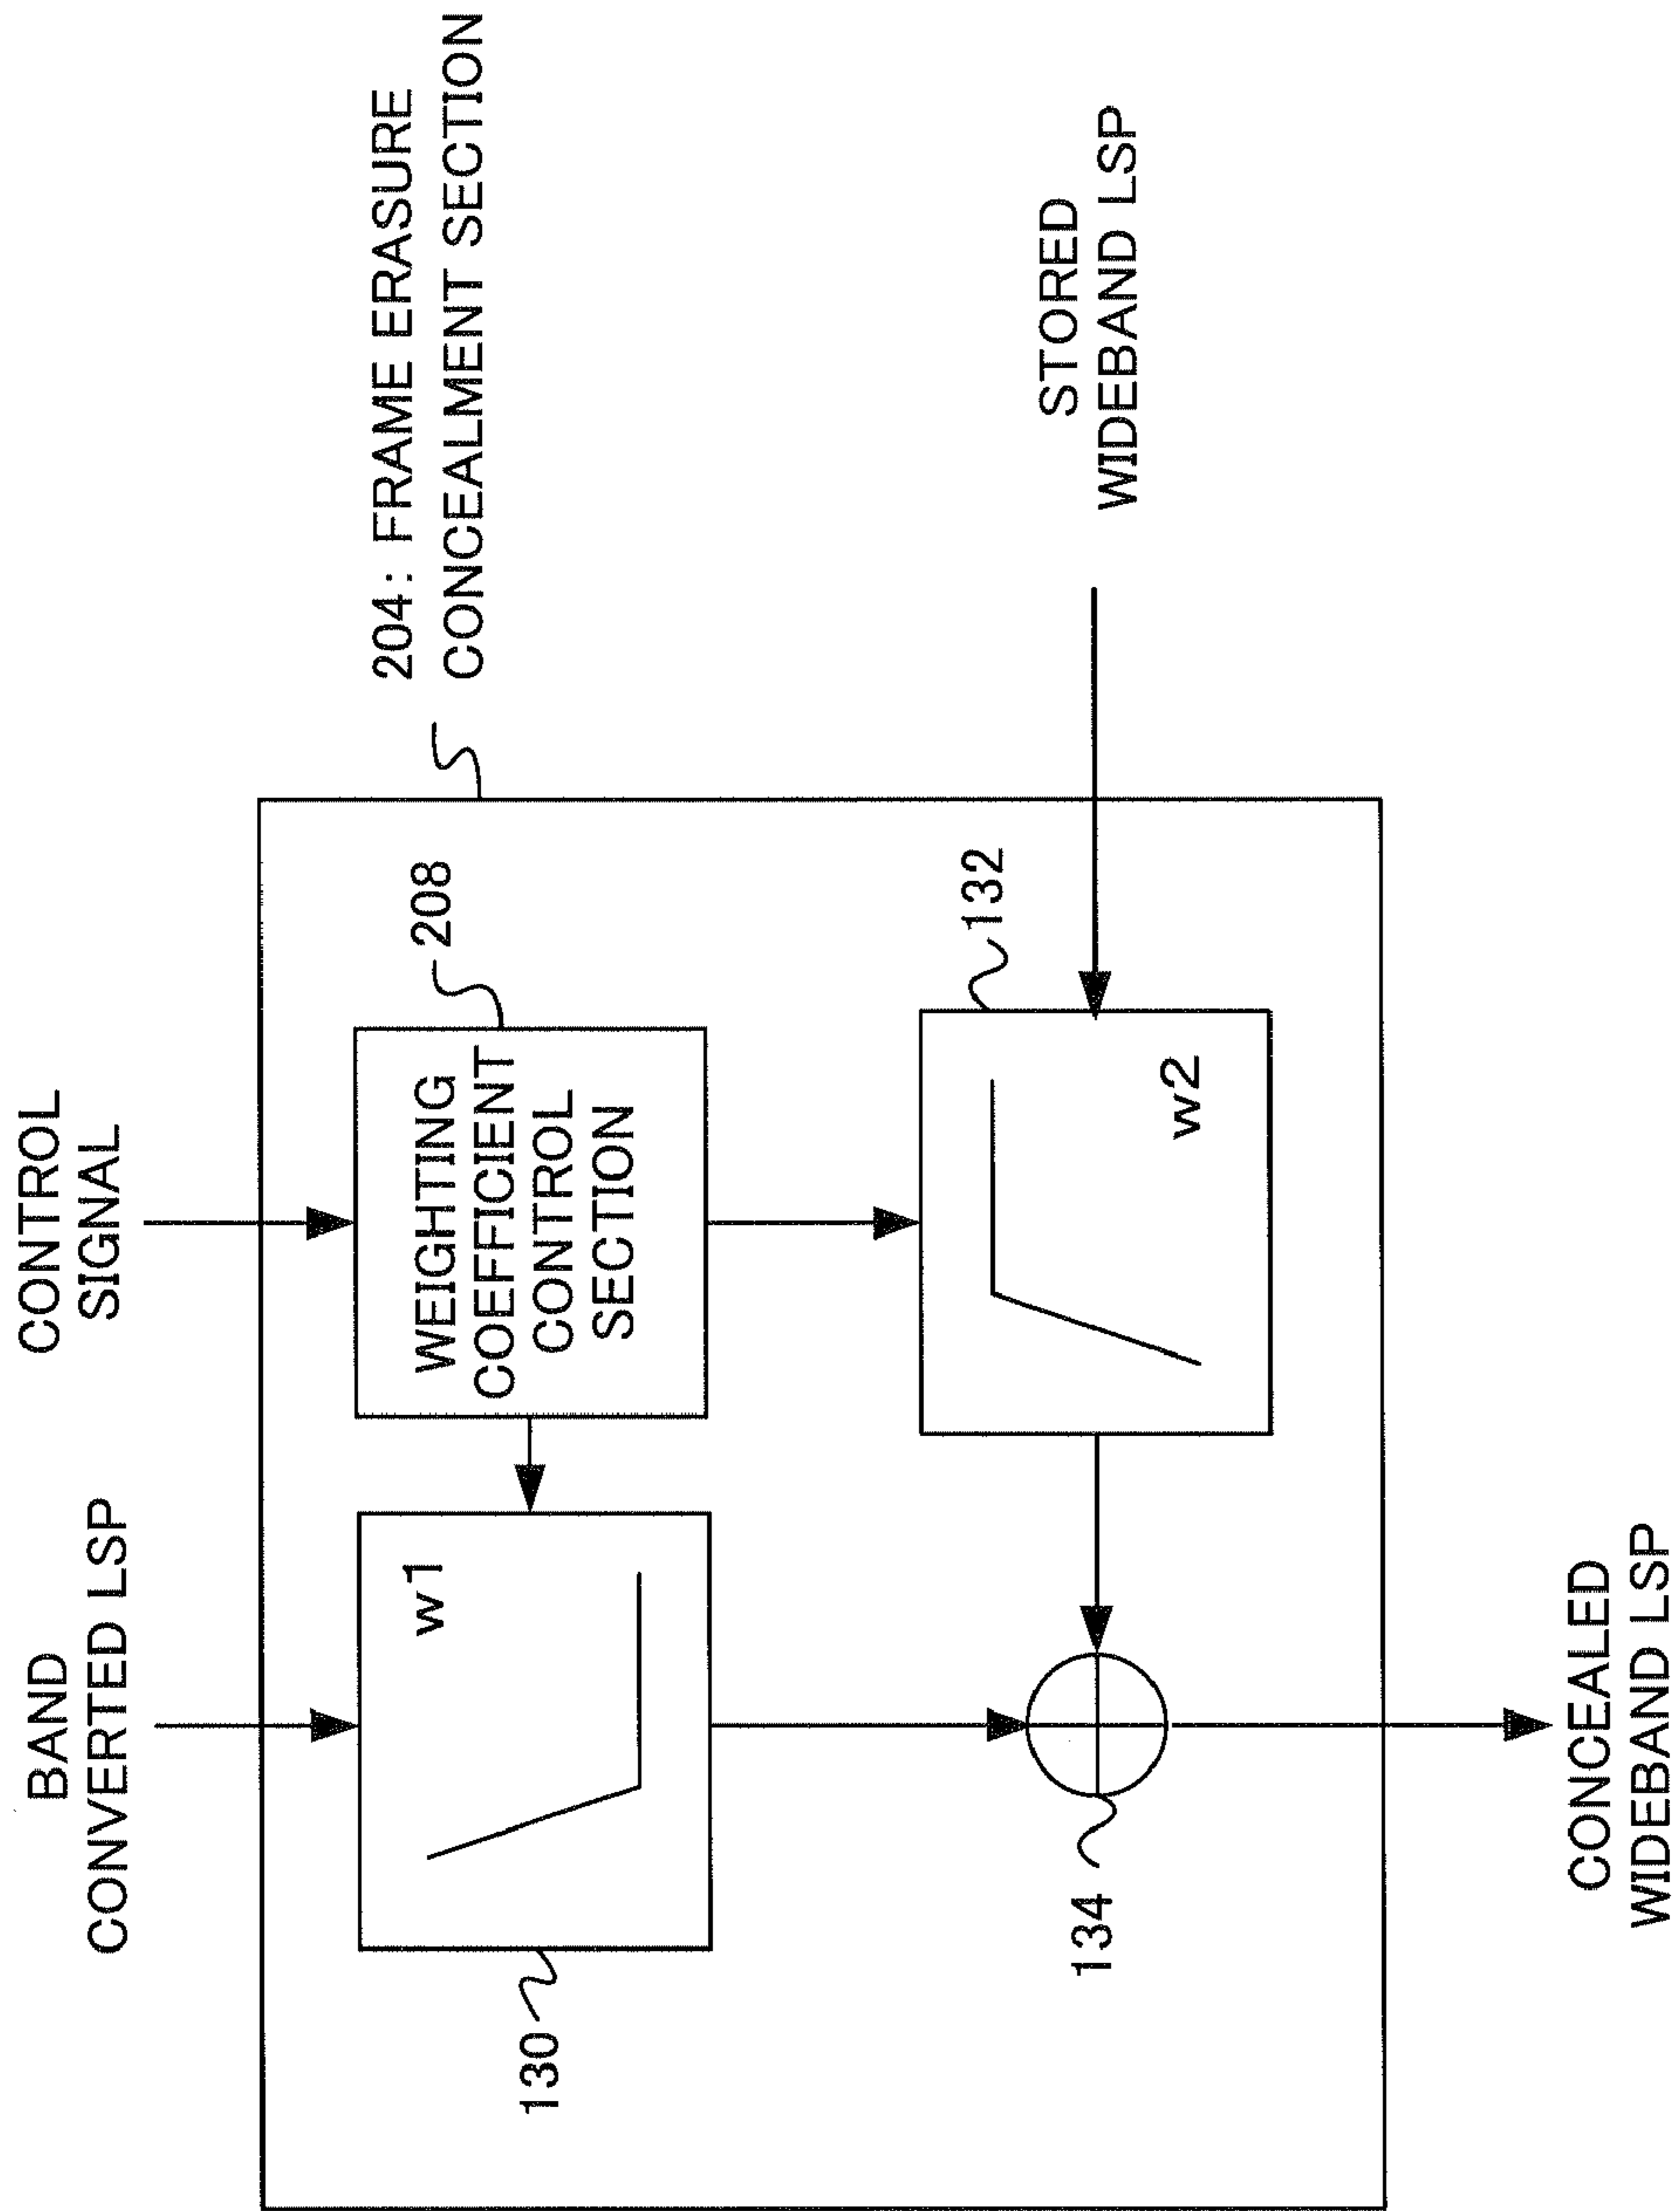 BAND
CONVERTED LSP
CONTROL
SIGNAL
204: FRAME ERASURE
CONCEALMENT SECTION
130
w1
WEIGHTING
COEFFICIENT
CONTROL
SECTION
208
132
w2
STORED
WIDEBAND LSP
134
CONCEALED
WIDEBAND LSP